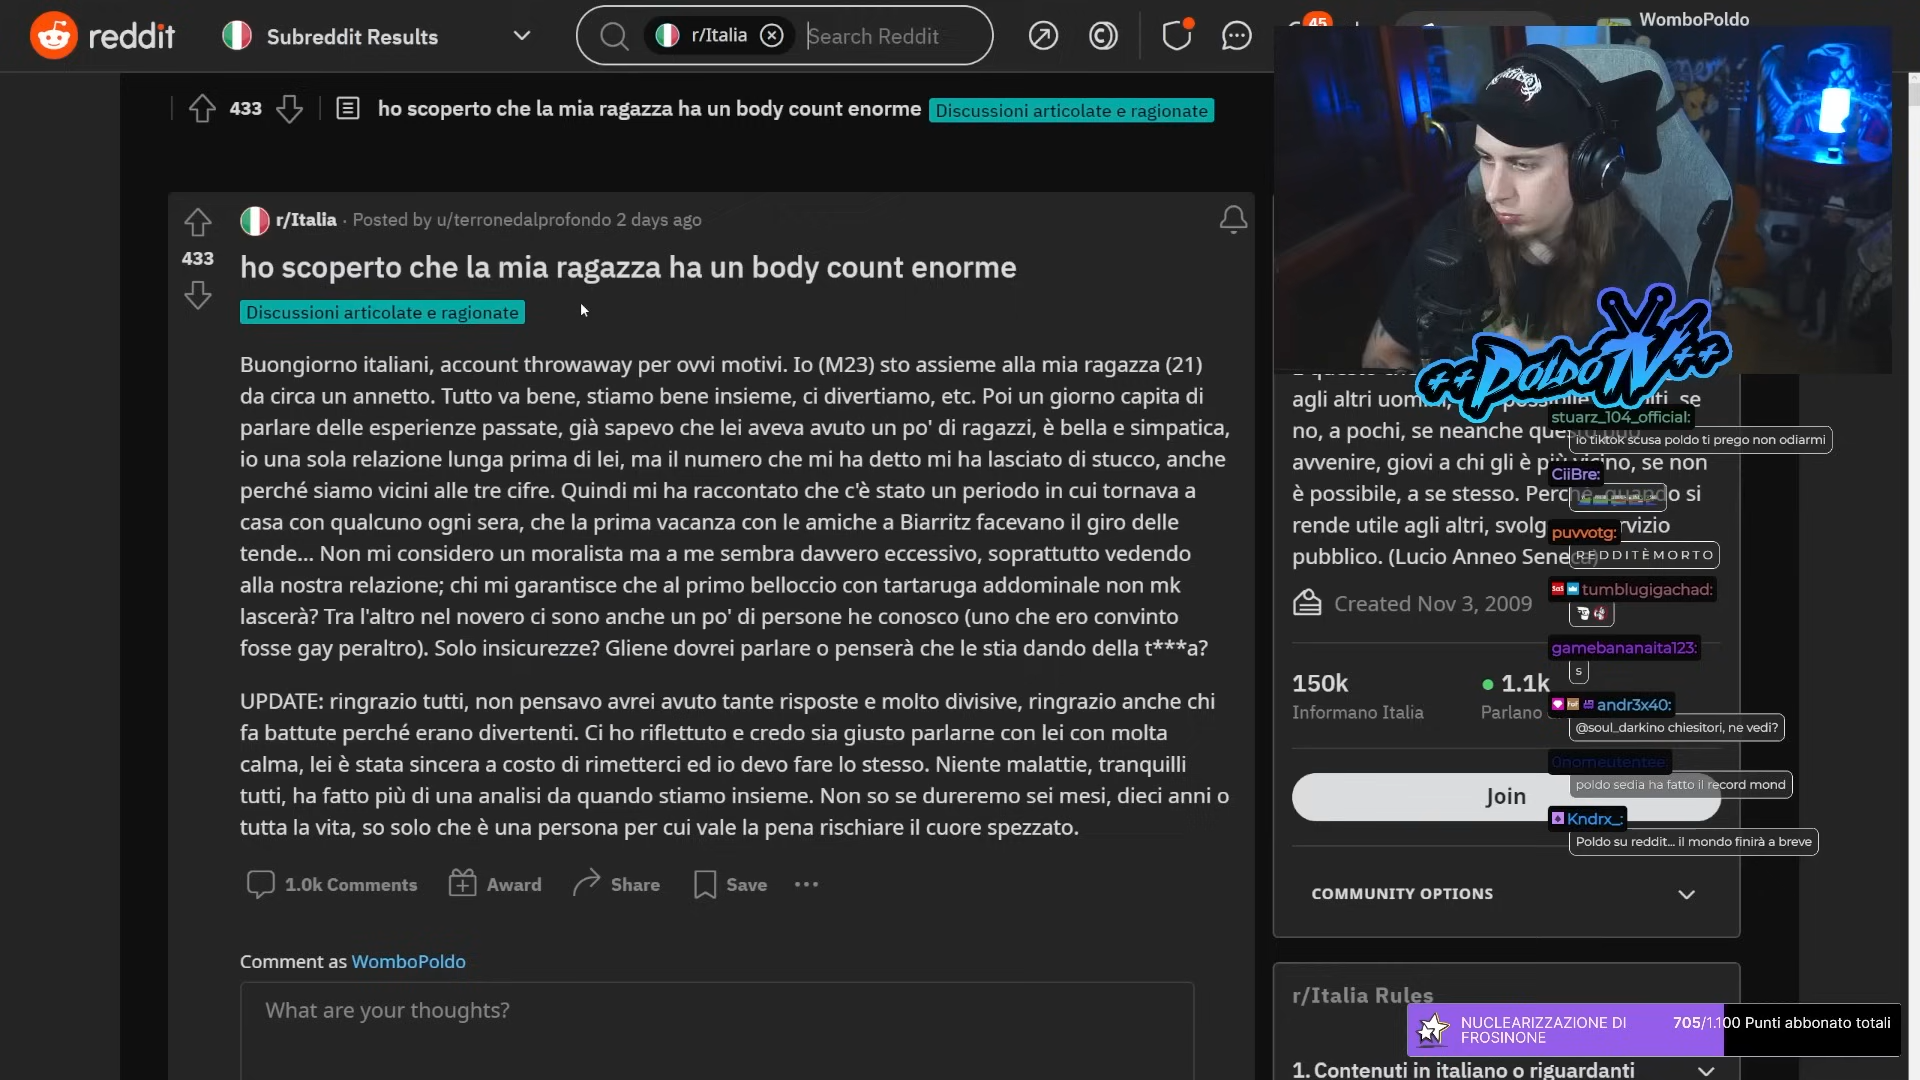 reddit
Subreddit Results
r/Italia
Search Reddit
45
WomboPoldo
433
ho scoperto che la mia ragazza ha un body count enorme
Discussioni articolate e ragionate
r/Italia · Posted by u/terronedalprofondo 2 days ago
433
ho scoperto che la mia ragazza ha un body count enorme
Discussioni articolate e ragionate
Buongiorno italiani, account throwaway per ovvi motivi. Io (M23) sto assieme alla mia ragazza (21)
da circa un annetto. Tutto va bene, stiamo bene insieme, ci divertiamo, etc. Poi un giorno capita di
parlare delle esperienze passate, già sapevo che lei aveva avuto un po' di ragazzi, è bella e simpatica,
io una sola relazione lunga prima di lei, ma il numero che mi ha detto mi ha lasciato di stucco, anche
perché siamo vicini alle tre cifre. Quindi mi ha raccontato che c'è stato un periodo in cui tornava a
casa con qualcuno ogni sera, che la prima vacanza con le amiche a Biarritz facevano il giro delle
tende... Non mi considero un moralista ma a me sembra davvero eccessivo, soprattutto vedendo
alla nostra relazione; chi mi garantisce che al primo belloccio con tartaruga addominale non mk
lascerà? Tra l'altro nel novero ci sono anche un po' di persone he conosco (uno che ero convinto
fosse gay peraltro). Solo insicurezze? Gliene dovrei parlare o penserà che le stia dando della t***a?
UPDATE: ringrazio tutti, non pensavo avrei avuto tante risposte e molto divisive, ringrazio anche chi
fa battute perché erano divertenti. Ci ho riflettuto e credo sia giusto parlarne con lei con molta
calma, lei è stata sincera a costo di rimetterci ed io devo fare lo stesso. Niente malattie, tranquilli
tutti, ha fatto più di una analisi da quando stiamo insieme. Non so se dureremo sei mesi, dieci anni o
tutta la vita, so solo che è una persona per cui vale la pena rischiare il cuore spezzato.
1.0k Comments
Award
Share
Save
Comment as WomboPoldo
What are your thoughts?
++POLDOTV++
agli altri uomini, se
no, a pochi, se neanche
avvenire, giovi a chi gli è più vicino, se non
è possibile, a se stesso. Perché, quando si
rende utile agli altri, svolge servizio
pubblico. (Lucio Anneo Seneca)
Created Nov 3, 2009
150k
Informano Italia
1.1k
Parlano
Join
COMMUNITY OPTIONS
r/Italia Rules
1. Contenuti in italiano o riguardanti
stuarz_104_official:
io tiktok scusa poldo ti prego non odiarmi
CiiBre:
puvvotg:
REDDITÈMORTO
tumblugigachad:
gamebananaita123:
s
andr3x40:
@soul_darkino chiesitori, ne vedi?
0nomeutentee:
poldo sedia ha fatto il record mond
Kndrx_:
Poldo su reddit... il mondo finirà a breve
NUCLEARIZZAZIONE DI
FROSINONE
705/1.100 Punti abbonato totali